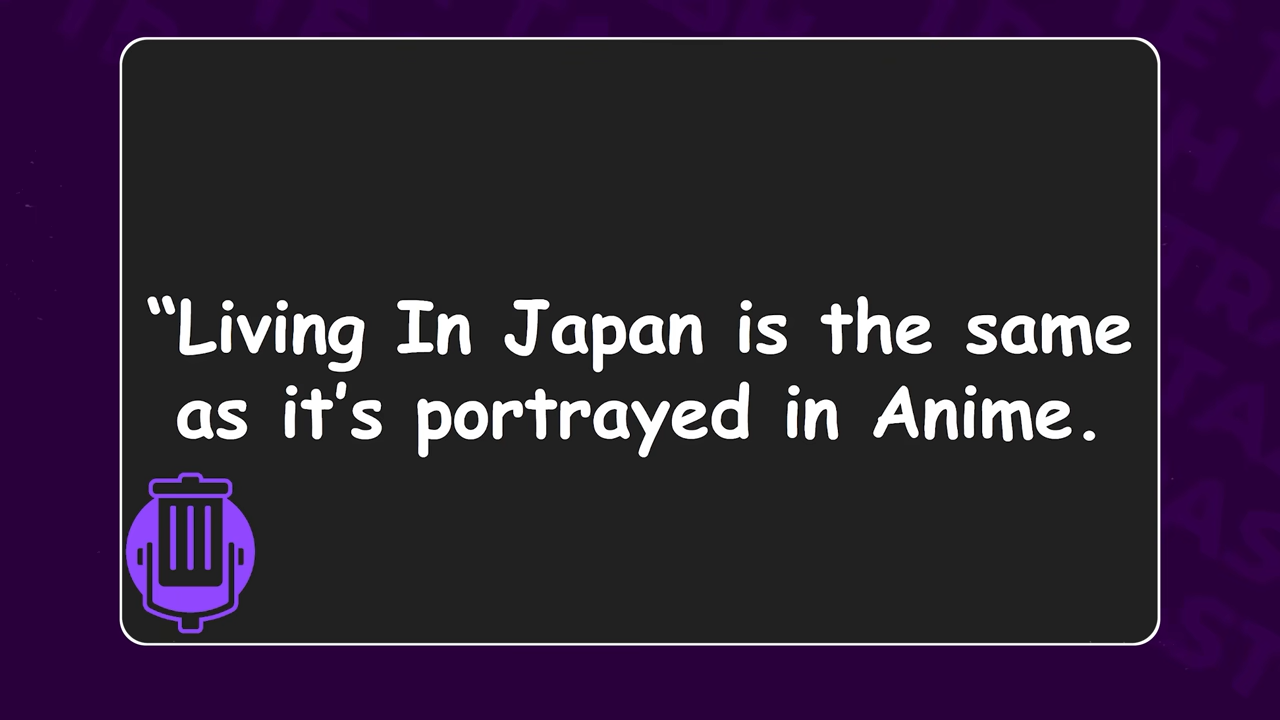 “Living In Japan is the same
as it’s portrayed in Anime.